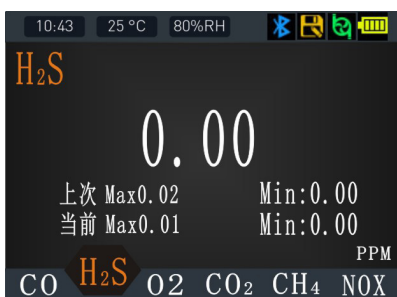 10:43 25 °C 80%RH
H₂S
0.00
上次 Max0.02 Min:0.00
当前 Max0.01 Min:0.00
PPM
CO H₂S O2 CO₂ CH₄ NOX